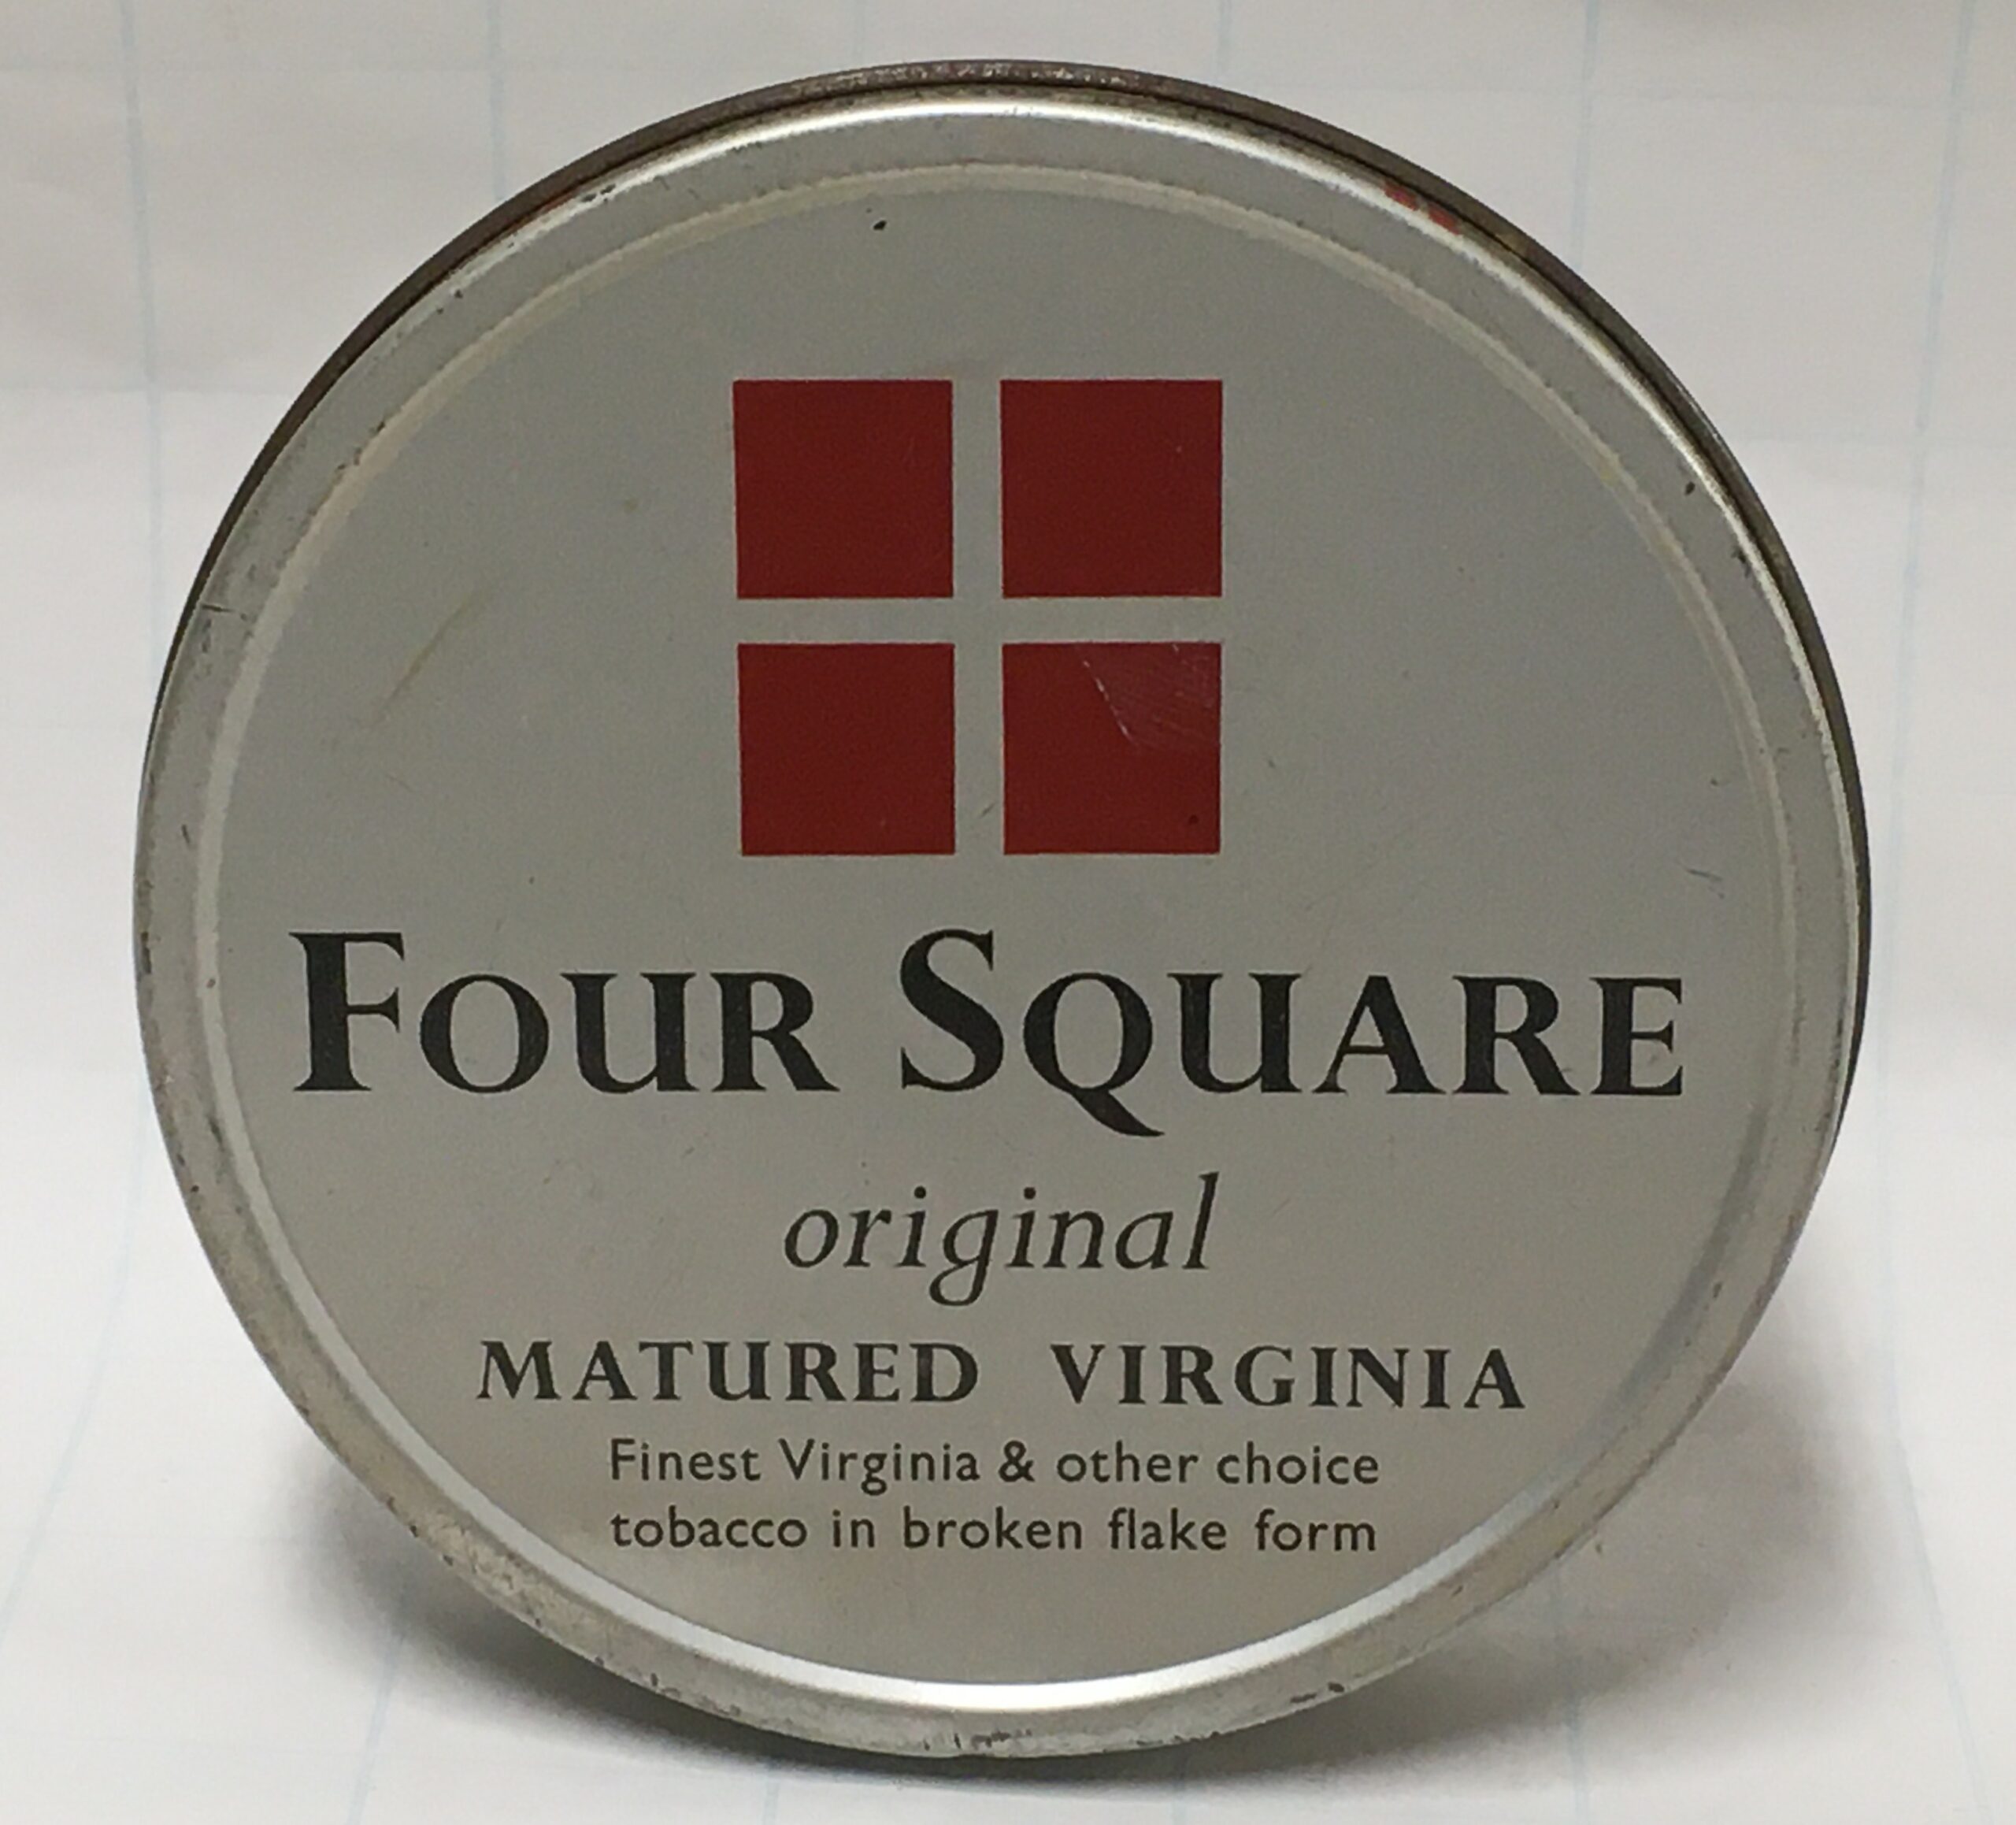 FOUR SQUARE
original
MATURED VIRGINIA
Finest Virginia & other choice
tobacco in broken flake form